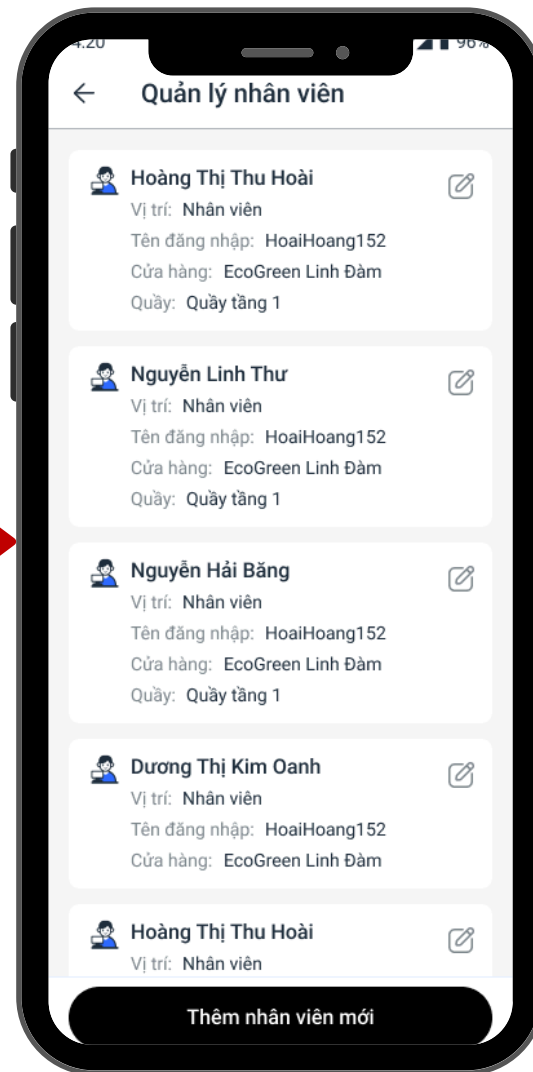 4:20
96%
Quản lý nhân viên
Hoàng Thị Thu Hoài
Vị trí: Nhân viên
Tên đăng nhập: HoaiHoang152
Cửa hàng: EcoGreen Linh Đàm
Quầy: Quầy tầng 1
Nguyễn Linh Thư
Vị trí: Nhân viên
Tên đăng nhập: HoaiHoang152
Cửa hàng: EcoGreen Linh Đàm
Quầy: Quầy tầng 1
Nguyễn Hải Băng
Vị trí: Nhân viên
Tên đăng nhập: HoaiHoang152
Cửa hàng: EcoGreen Linh Đàm
Quầy: Quầy tầng 1
Dương Thị Kim Oanh
Vị trí: Nhân viên
Tên đăng nhập: HoaiHoang152
Cửa hàng: EcoGreen Linh Đàm
Hoàng Thị Thu Hoài
Vị trí: Nhân viên
Thêm nhân viên mới